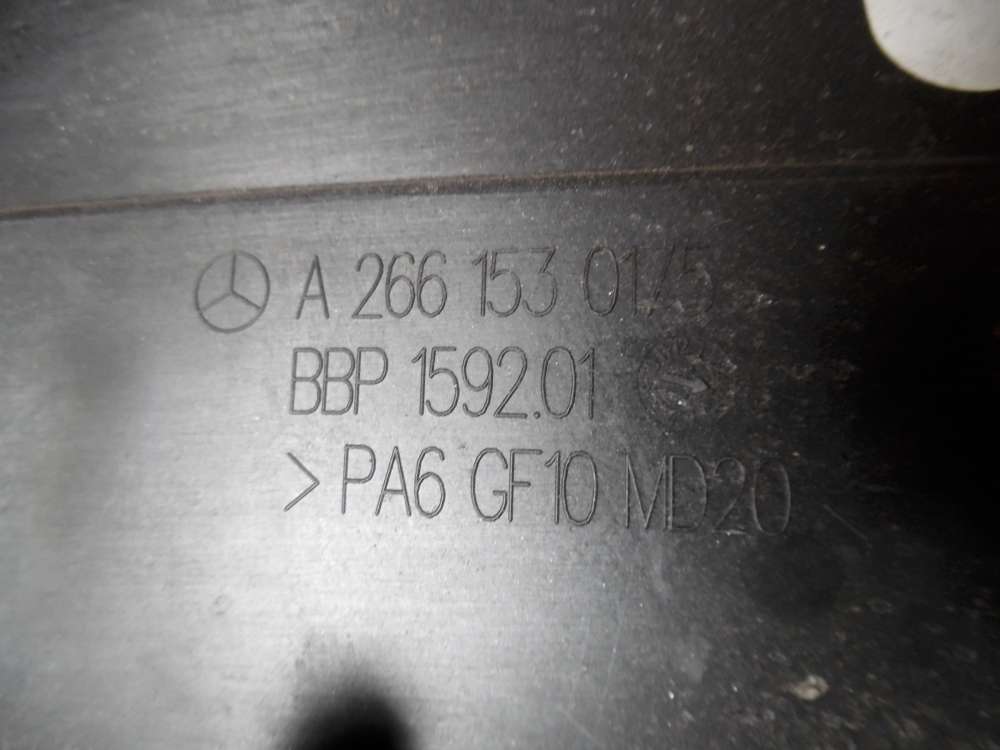 A 266 153 01/5
BBP 1592.01
>PA6 GF10 MD20<